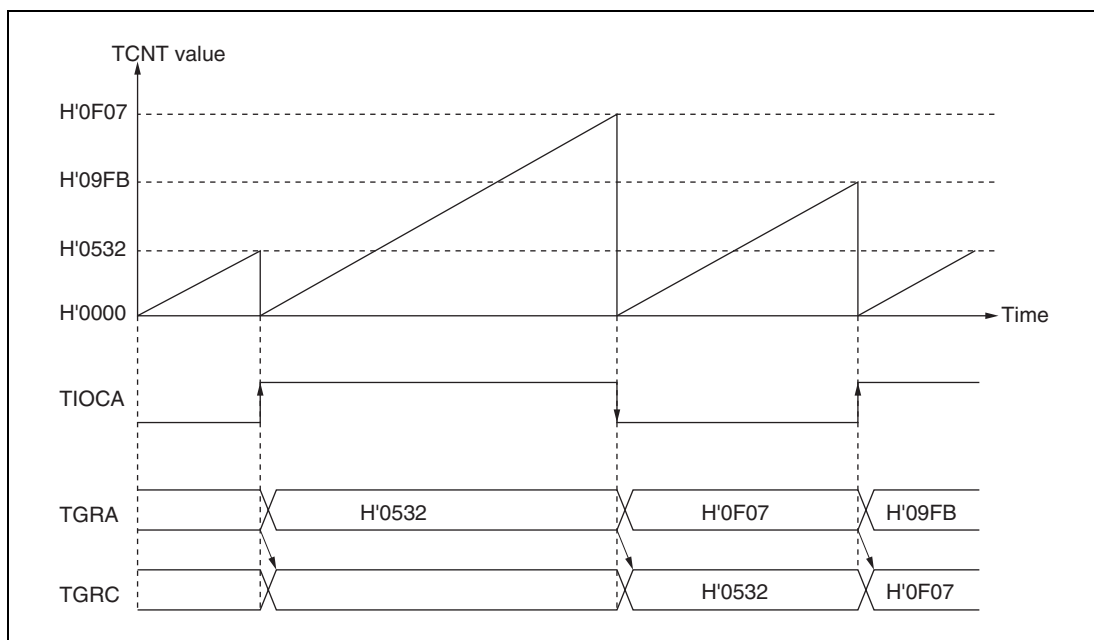 TCNT value
H'0F07
H'09FB
H'0532
H'0000
Time
TIOCA
TGRA
H'0532
H'0F07
H'09FB
TGRC
H'0532
H'0F07